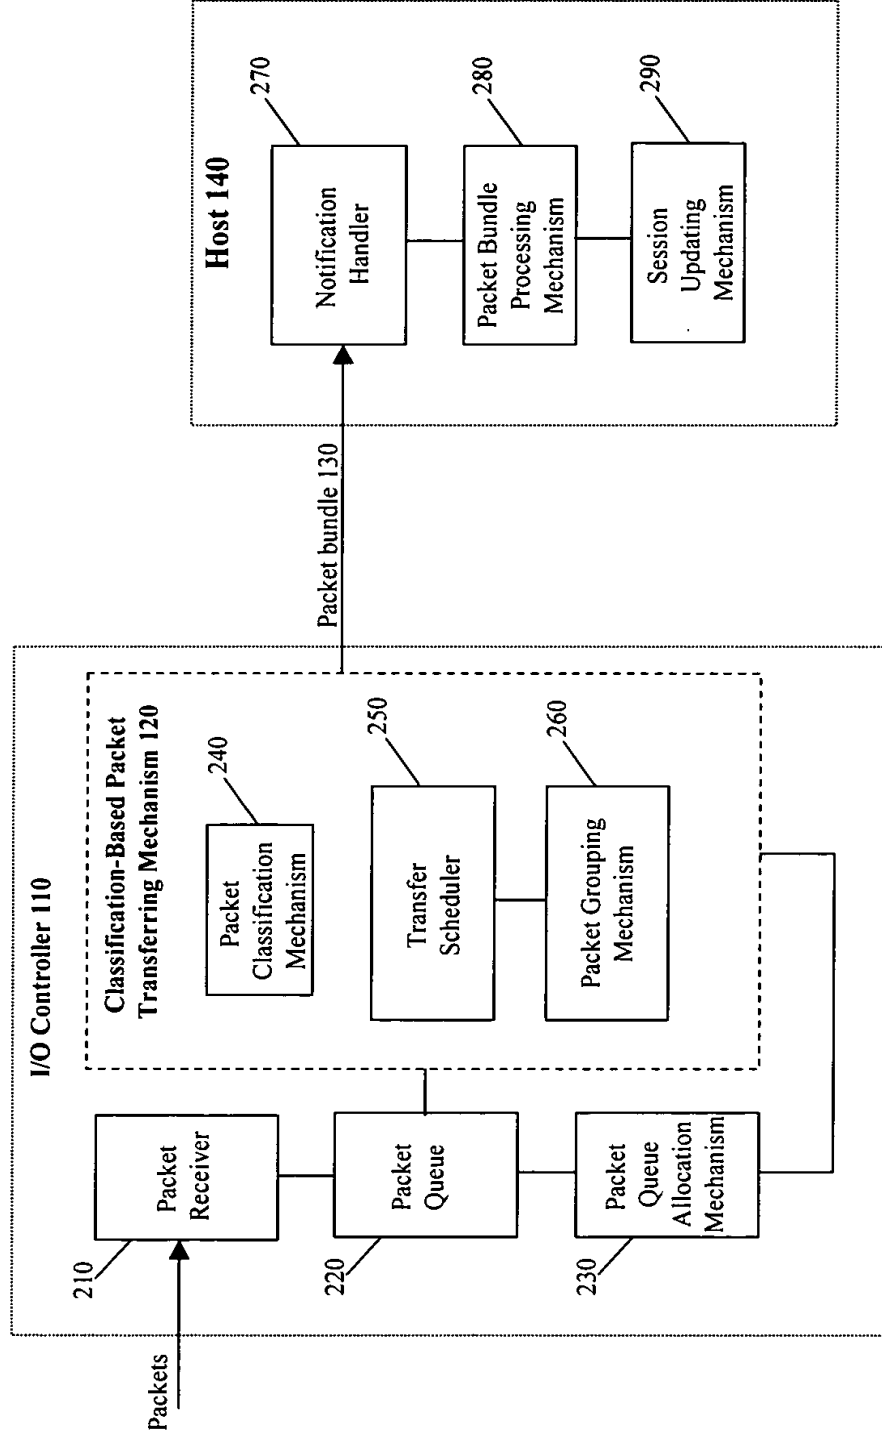 I/O Controller 110
Packets
210
Packet
Receiver
220
Packet
Queue
230
Packet
Queue
Allocation
Mechanism
Classification-Based Packet
Transferring Mechanism 120
240
Packet
Classification
Mechanism
250
Transfer
Scheduler
260
Packet Grouping
Mechanism
Packet bundle 130
Host 140
270
Notification
Handler
280
Packet Bundle
Processing
Mechanism
290
Session
Updating
Mechanism